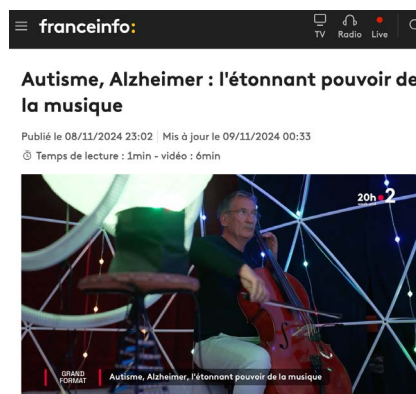 franceinfo:
TV Radio Live
Autisme, Alzheimer : l'étonnant pouvoir de
la musique
Publié le 08/11/2024 23:02 Mis à jour le 09/11/2024 00:33
Temps de lecture : 1min - vidéo : 6min
20h 2
GRAND
FORMAT
Autisme, Alzheimer, l'étonnant pouvoir de la musique